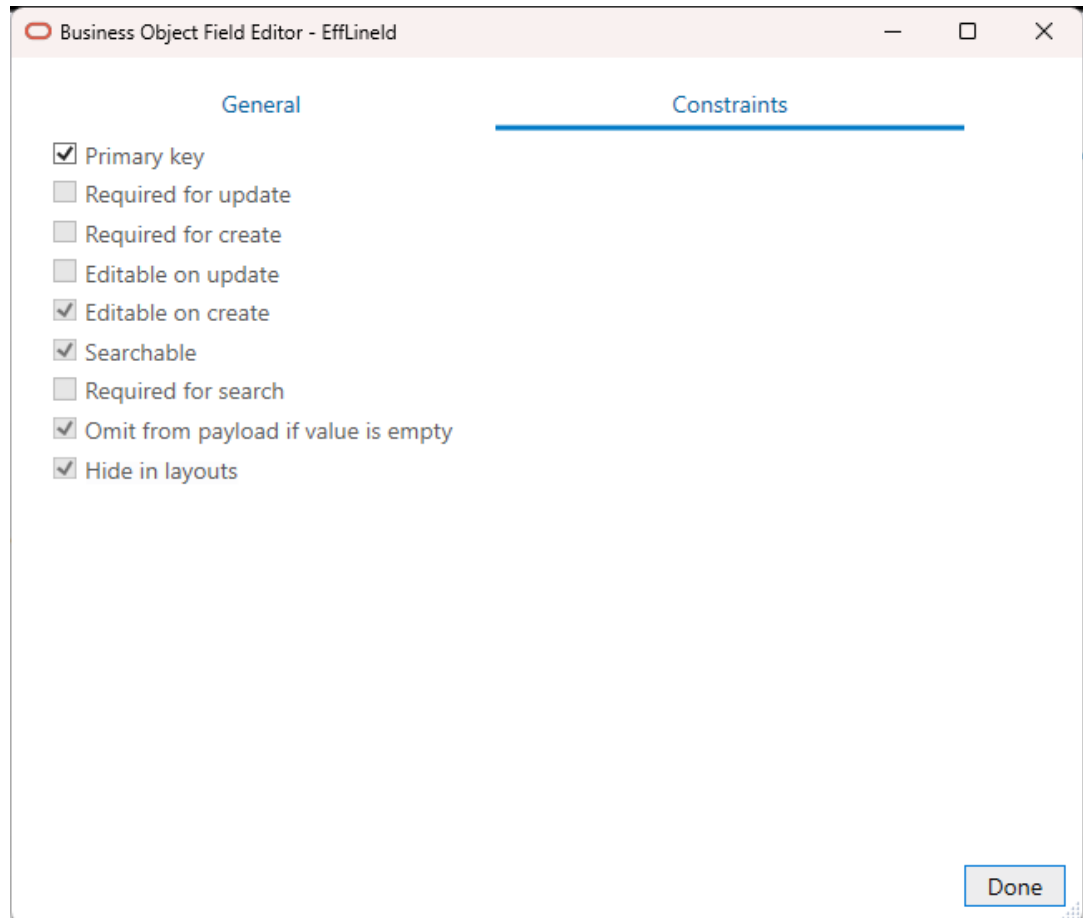 Business Object Field Editor - EffLineId
General
Constraints
Primary key
Required for update
Required for create
Editable on update
Editable on create
Searchable
Required for search
Omit from payload if value is empty
Hide in layouts
Done